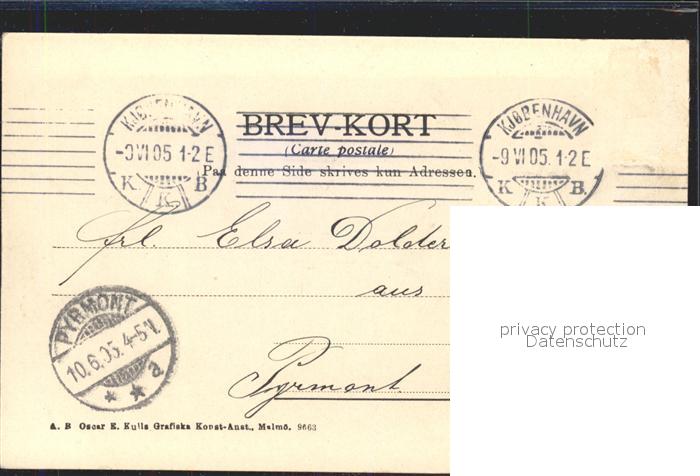 KJØBENHAVN
-9 VI 05. 1-2 E
K. K B
KJØBENHAVN
-9 VI 05. 1-2 E
K K B.
BREV-KORT
(Carte postale)
Paa denne Side skrives kun Adressen.
Frl. Elsa Dolder
aus
Pyrmont
PYRMONT
10.6.05. 4-5N.
* * a
A. B Oscar E. Kulls Grafiska Konst-Anst., Malmö. 9663
privacy protection
Datenschutz